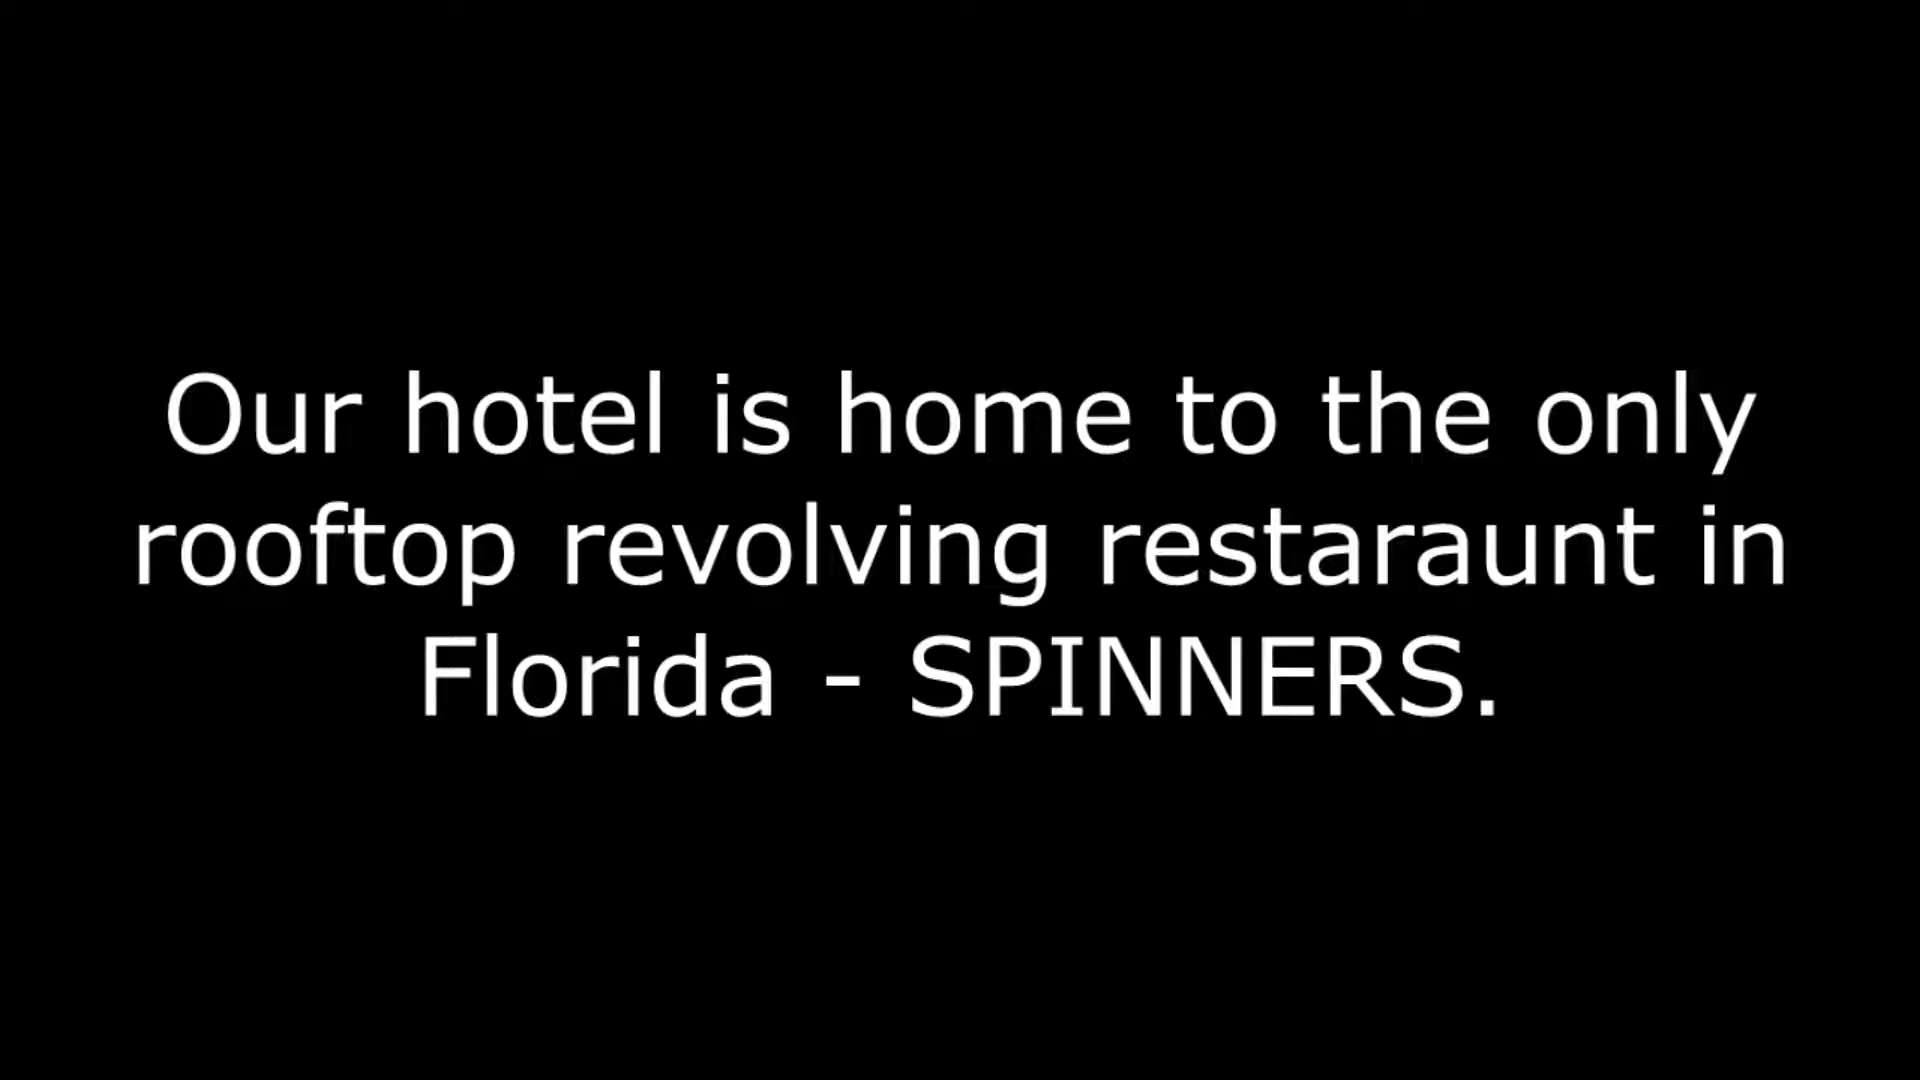 Our hotel is home to the only
rooftop revolving restaraunt in
Florida - SPINNERS.